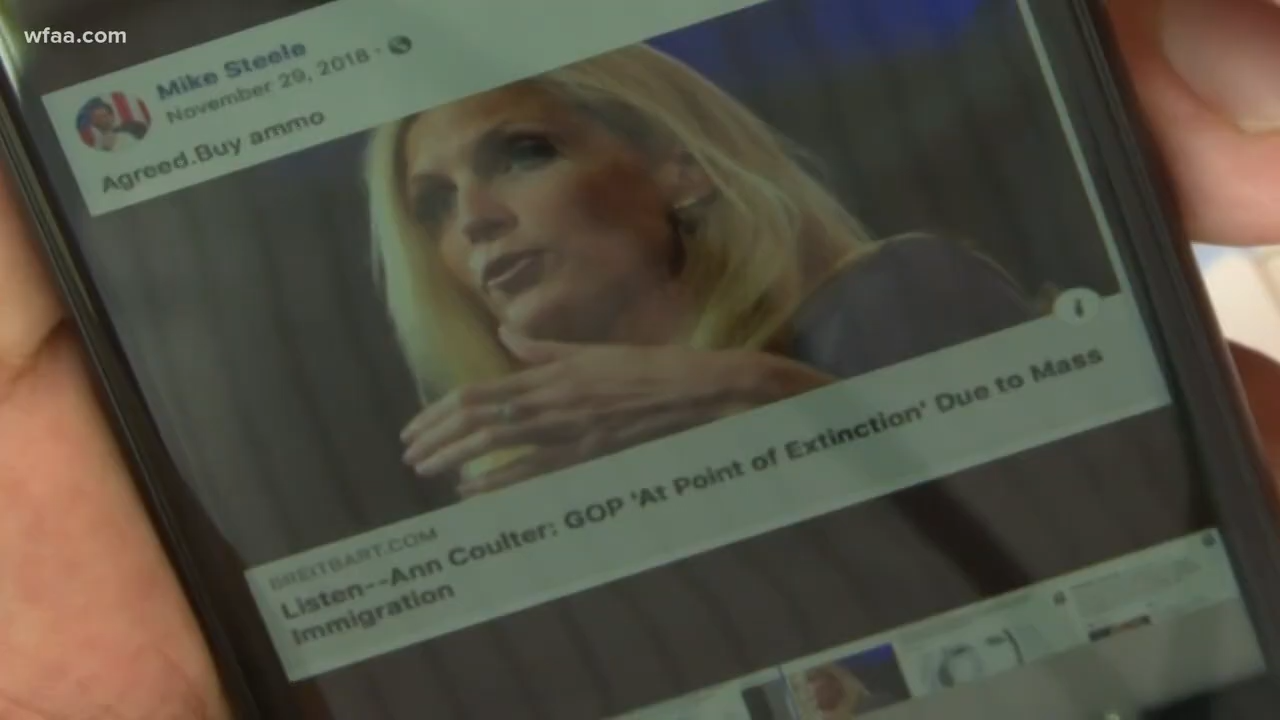 wfaa.com
Mike Steele
November 29, 2018
Agreed.Buy ammo
BREITBART.COM
Listen--Ann Coulter: GOP 'At Point of Extinction' Due to Mass
Immigration